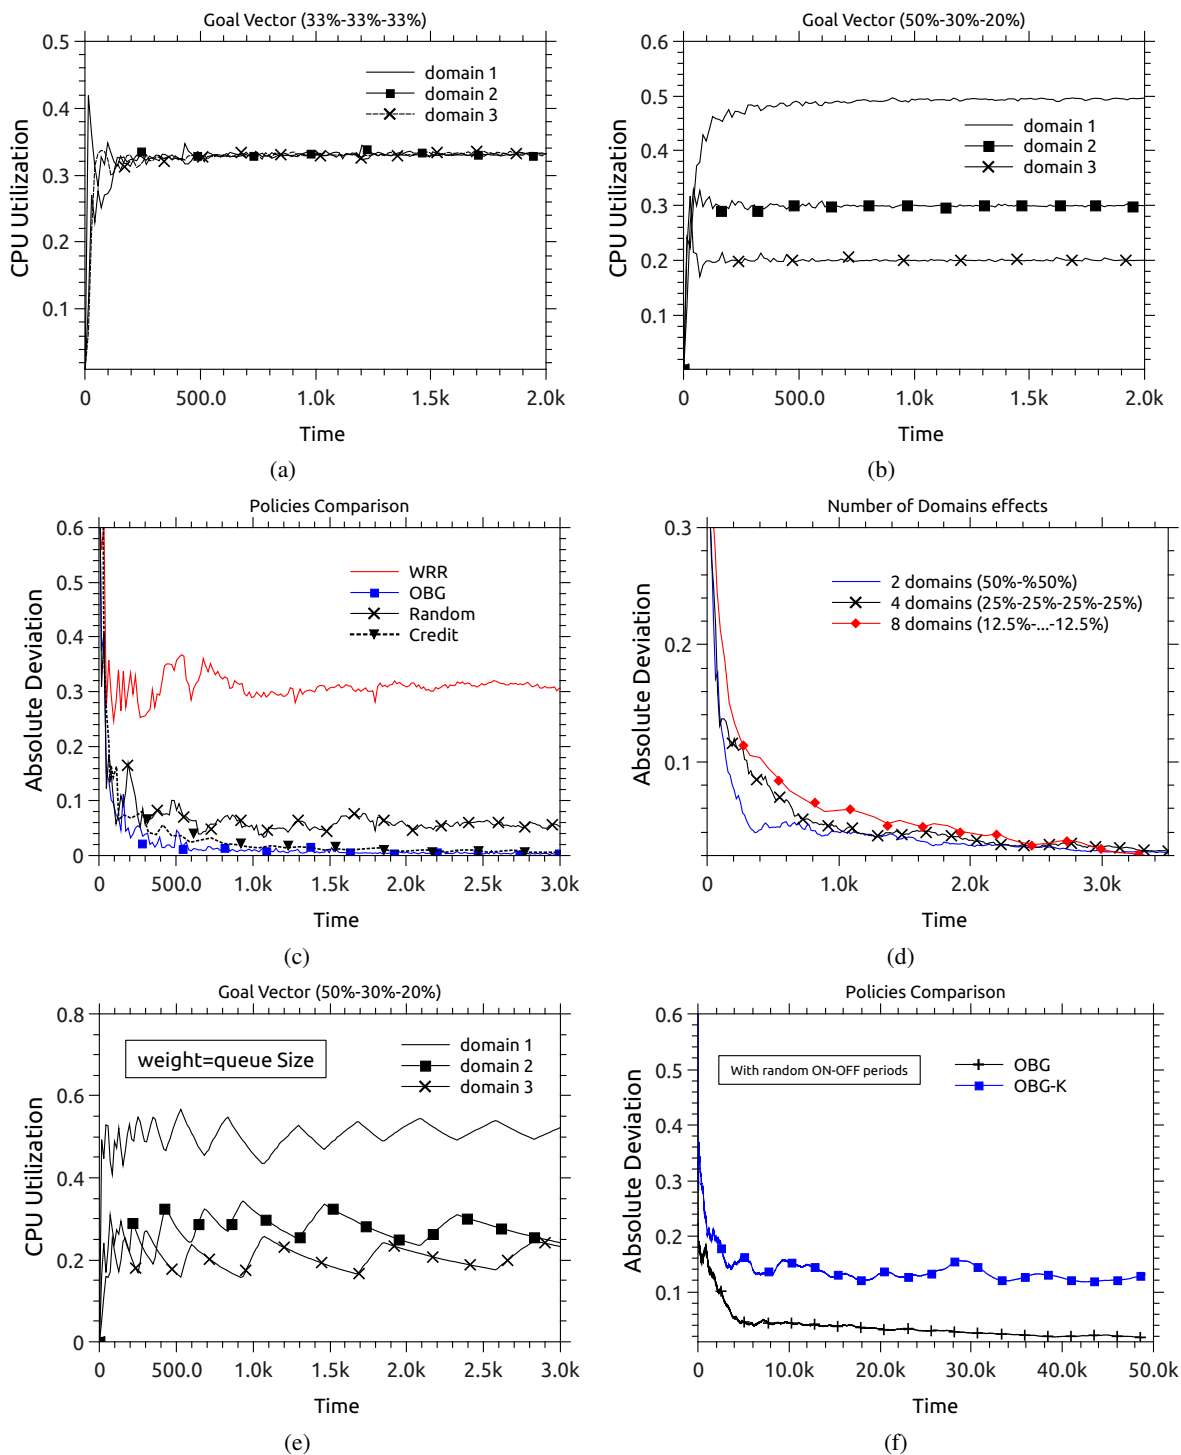 Goal Vector (33%-33%-33%)
0.5
0.4
0.3
0.2
0.1
CPU Utilization
domain 1
domain 2
domain 3
0
500.0
1.0k
1.5k
2.0k
Time
(a)
Goal Vector (50%-30%-20%)
0.6
0.5
0.4
0.3
0.2
0.1
CPU Utilization
domain 1
domain 2
domain 3
0
500.0
1.0k
1.5k
2.0k
Time
(b)
Policies Comparison
0.6
0.5
0.4
0.3
0.2
0.1
0
Absolute Deviation
WRR
OBG
Random
Credit
0
500.0
1.0k
1.5k
2.0k
2.5k
3.0k
Time
(c)
Number of Domains effects
0.3
0.2
0.1
Absolute Deviation
2 domains (50%-%50%)
4 domains (25%-25%-25%-25%)
8 domains (12.5%-...-12.5%)
0
1.0k
2.0k
3.0k
Time
(d)
Goal Vector (50%-30%-20%)
0.8
0.6
0.4
0.2
0
CPU Utilization
weight=queue Size
domain 1
domain 2
domain 3
0
500.0
1.0k
1.5k
2.0k
2.5k
3.0k
Time
(e)
Policies Comparison
0.6
0.5
0.4
0.3
0.2
0.1
Absolute Deviation
With random ON-OFF periods
OBG
OBG-K
0
10.0k
20.0k
30.0k
40.0k
50.0k
Time
(f)